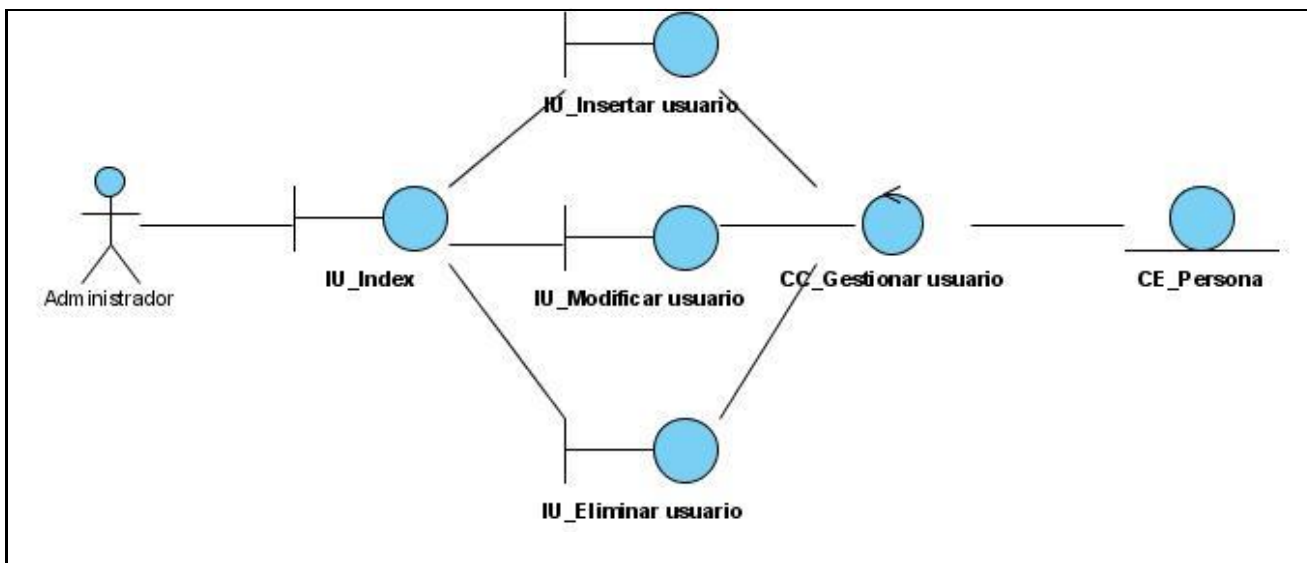 IU_Insertar usuario
Administrador
IU_Index
IU_Modificar usuario
CC_Gestionar usuario
CE_Persona
IU_Eliminar usuario